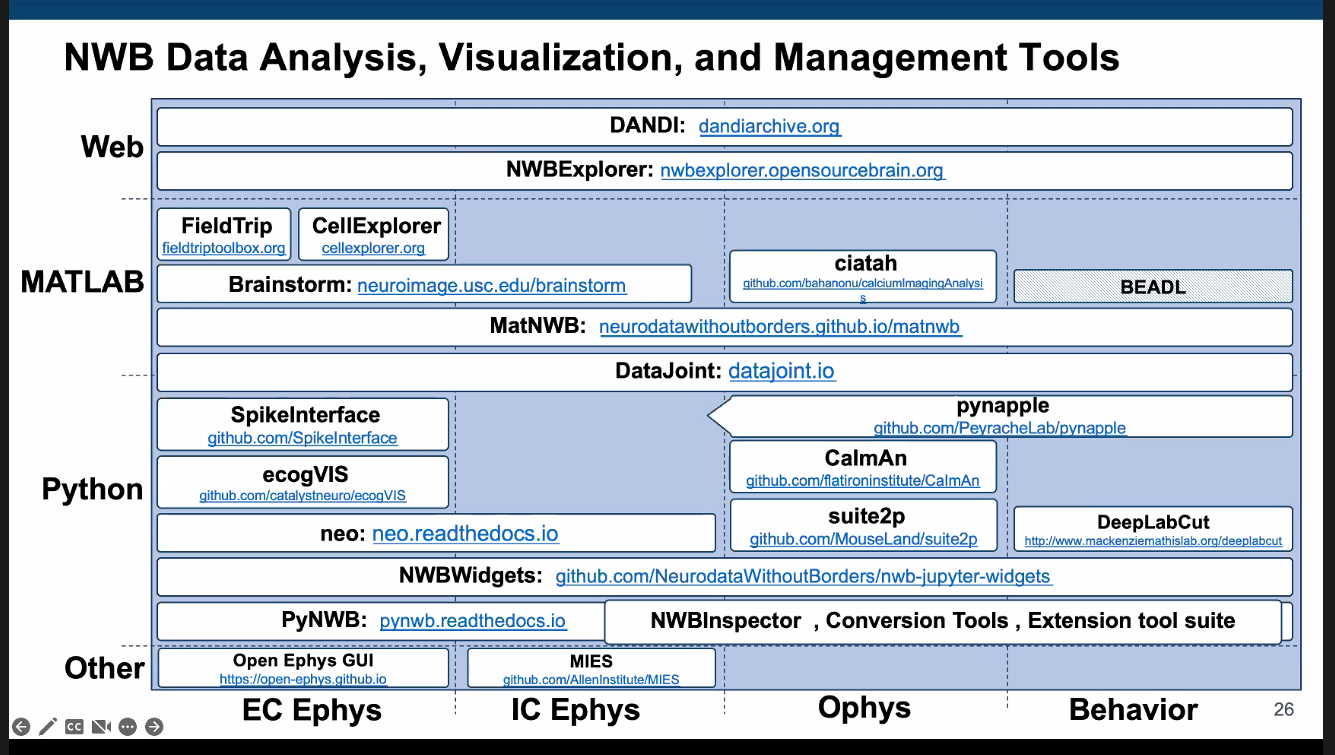 NWB Data Analysis, Visualization, and Management Tools
Web
DANDI: dandiarchive.org
NWBExplorer: nwbexplorer.opensourcebrain.org
MATLAB
FieldTrip
fieldtriptoolbox.org
CellExplorer
cellexplorer.org
Brainstorm: neuroimage.usc.edu/brainstorm
ciatah
github.com/bahanonu/calciumImagingAnalysi
s
BEADL
MatNWB: neurodatawithoutborders.github.io/matnwb
DataJoint: datajoint.io
Python
SpikeInterface
github.com/SpikeInterface
pynapple
github.com/PeyracheLab/pynapple
ecogVIS
github.com/catalystneuro/ecogVIS
CalmAn
github.com/flatironinstitute/CalmAn
neo: neo.readthedocs.io
suite2p
github.com/MouseLand/suite2p
DeepLabCut
http://www.mackenziemathislab.org/deeplabcut
NWBWidgets: github.com/NeurodataWithoutBorders/nwb-jupyter-widgets
PyNWB: pynwb.readthedocs.io
NWBInspector , Conversion Tools , Extension tool suite
Other
Open Ephys GUI
https://open-ephys.github.io
MIES
github.com/AllenInstitute/MIES
EC Ephys
IC Ephys
Ophys
Behavior
26
CC